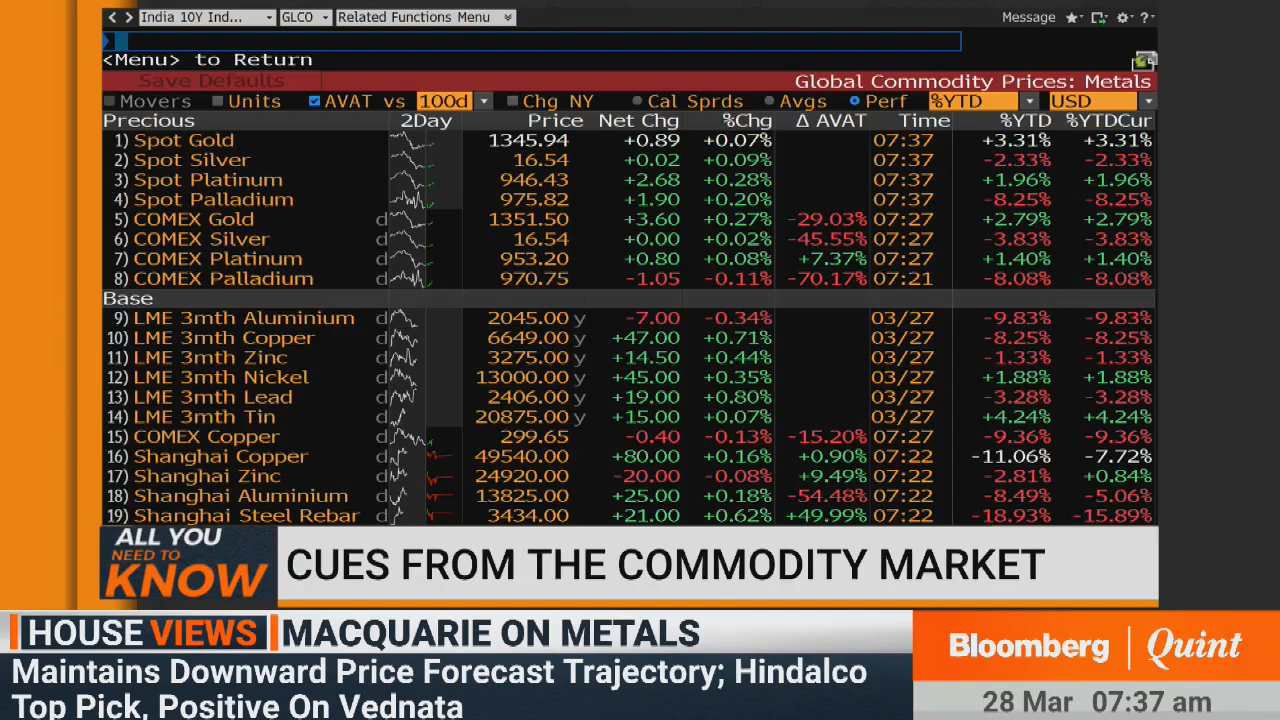 India 10Y Ind... GLCO Related Functions Menu Message ?
<Menu> to Return
Save Defaults Global Commodity Prices: Metals
Movers Units AVAT vs 100d Chg NY Cal Sprds Avgs Perf %YTD USD
Precious 2Day Price Net Chg %Chg Δ AVAT Time %YTD %YTDCur
1) Spot Gold 1345.94 +0.89 +0.07% 07:37 +3.31% +3.31%
2) Spot Silver 16.54 +0.02 +0.09% 07:37 -2.33% -2.33%
3) Spot Platinum 946.43 +2.68 +0.28% 07:37 +1.96% +1.96%
4) Spot Palladium 975.82 +1.90 +0.20% 07:37 -8.25% -8.25%
5) COMEX Gold d 1351.50 +3.60 +0.27% -29.03% 07:27 +2.79% +2.79%
6) COMEX Silver d 16.54 +0.00 +0.02% -45.55% 07:27 -3.83% -3.83%
7) COMEX Platinum d 953.20 +0.80 +0.08% +7.37% 07:27 +1.40% +1.40%
8) COMEX Palladium d 970.75 -1.05 -0.11% -70.17% 07:21 -8.08% -8.08%
Base
9) LME 3mth Aluminium d 2045.00 y -7.00 -0.34% 03/27 -9.83% -9.83%
10) LME 3mth Copper d 6649.00 y +47.00 +0.71% 03/27 -8.25% -8.25%
11) LME 3mth Zinc d 3275.00 y +14.50 +0.44% 03/27 -1.33% -1.33%
12) LME 3mth Nickel d 13000.00 y +45.00 +0.35% 03/27 +1.88% +1.88%
13) LME 3mth Lead d 2406.00 y +19.00 +0.80% 03/27 -3.28% -3.28%
14) LME 3mth Tin d 20875.00 y +15.00 +0.07% 03/27 +4.24% +4.24%
15) COMEX Copper d 299.65 -0.40 -0.13% -15.20% 07:27 -9.36% -9.36%
16) Shanghai Copper d 49540.00 +80.00 +0.16% +0.90% 07:22 -11.06% -7.72%
17) Shanghai Zinc d 24920.00 -20.00 -0.08% +9.49% 07:22 -2.81% +0.84%
18) Shanghai Aluminium d 13825.00 +25.00 +0.18% -54.48% 07:22 -8.49% -5.06%
19) Shanghai Steel Rebar d 3434.00 +21.00 +0.62% +49.99% 07:22 -18.93% -15.89%
ALL YOU
NEED TO
KNOW
CUES FROM THE COMMODITY MARKET
HOUSE VIEWS MACQUARIE ON METALS
Maintains Downward Price Forecast Trajectory; Hindalco
Top Pick, Positive On Vednata
Bloomberg Quint
28 Mar 07:37 am